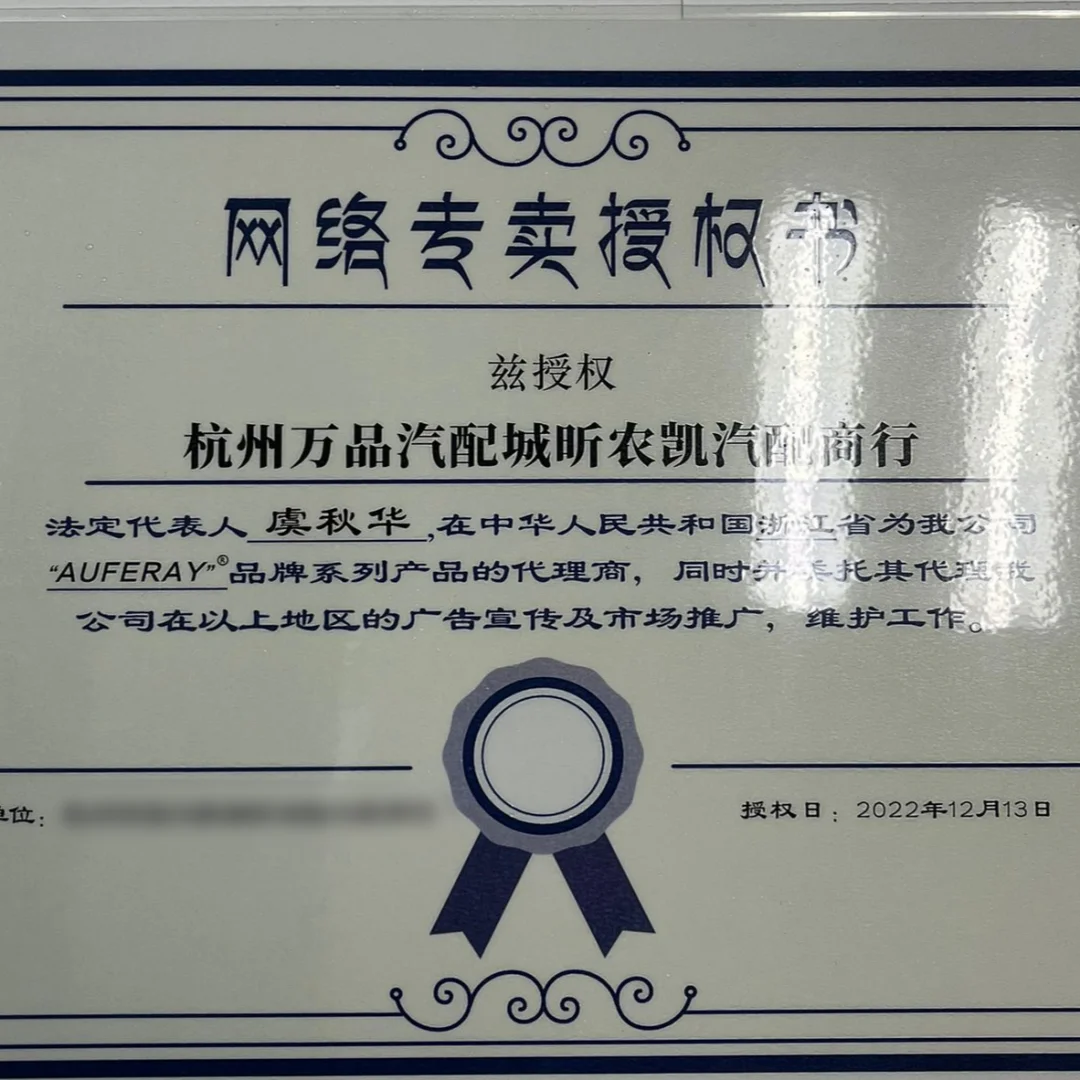 网络专卖授权书
兹授权
杭州万品汽配城昕农凯汽配商行
法定代表人 虞秋华 ,在中华人民共和国浙江省为我公司
“AUFERAY”®品牌系列产品的代理商，同时并委托其代理我
公司在以上地区的广告宣传及市场推广，维护工作。
单位：
授权日：2022年12月13日